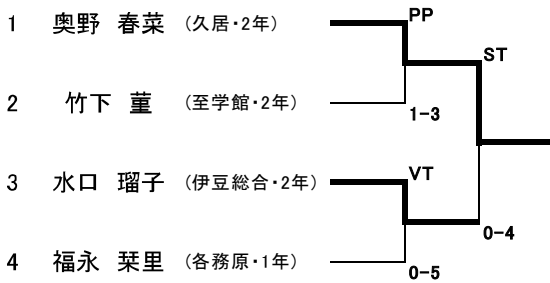 1 奥野 春菜 (久居・2年)
PP
ST
2 竹下 菫 (至学館・2年)
1-3
3 水口 瑠子 (伊豆総合・2年)
VT
0-4
4 福永 栞里 (各務原・1年)
0-5